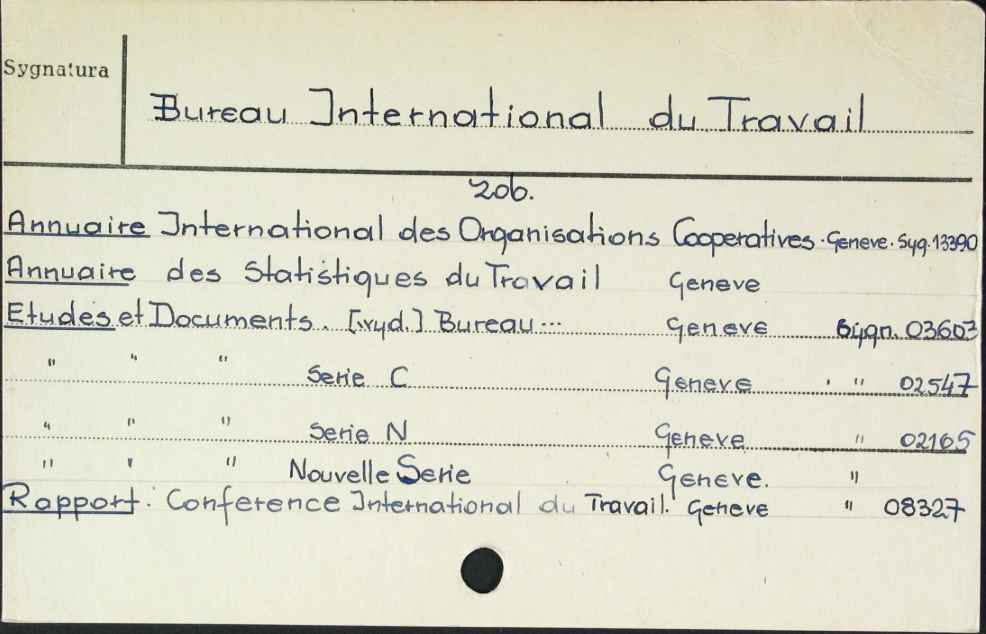 Sygnatura
Bureau International du Travail
zob.
Annuaire International des Organisations Cooperatives. Geneve. Syg. 13390
Annuaire des Statistiques du Travail Geneve
Etudes et Documents. [wyd.] Bureau... Geneve Sygn. 03603
" " " Serie C Geneve " " 02547
" " " Serie N Geneve " 02165
" " " Nouvelle Serie Geneve. "
Rapport. Conference International du Travail. Geneve " 08327